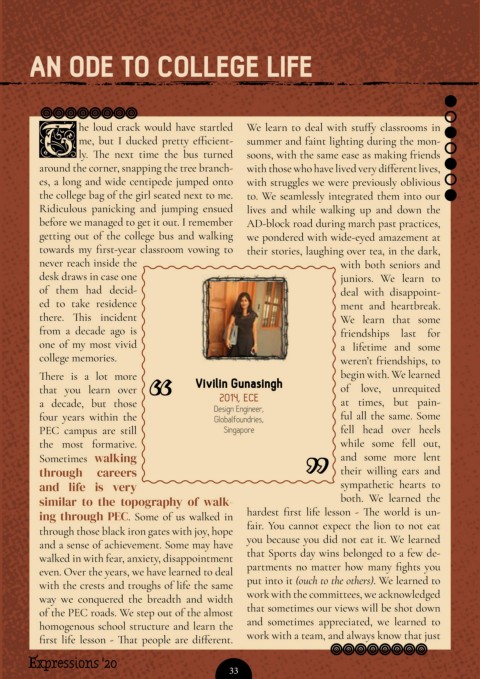 AN ODE TO COLLEGE LIFE
The loud crack would have startled
me, but I ducked pretty efficient-
ly. The next time the bus turned
around the corner, snapping the tree branch-
es, a long and wide centipede jumped onto
the college bag of the girl seated next to me.
Ridiculous panicking and jumping ensued
before we managed to get it out. I remember
getting out of the college bus and walking
towards my first-year classroom vowing to
never reach inside the
desk draws in case one
of them had decid-
ed to take residence
there. This incident
from a decade ago is
one of my most vivid
college memories.
There is a lot more
that you learn over
a decade, but those
four years within the
PEC campus are still
the most formative.
Sometimes walking
through careers
and life is very
similar to the topography of walk-
ing through PEC. Some of us walked in
through those black iron gates with joy, hope
and a sense of achievement. Some may have
walked in with fear, anxiety, disappointment
even. Over the years, we have learned to deal
with the crests and troughs of life the same
way we conquered the breadth and width
of the PEC roads. We step out of the almost
homogenous school structure and learn the
first life lesson - That people are different.
We learn to deal with stuffy classrooms in
summer and faint lighting during the mon-
soons, with the same ease as making friends
with those who have lived very different lives,
with struggles we were previously oblivious
to. We seamlessly integrated them into our
lives and while walking up and down the
AD-block road during march past practices,
we pondered with wide-eyed amazement at
their stories, laughing over tea, in the dark,
with both seniors and
juniors. We learn to
deal with disappoint-
ment and heartbreak.
We learn that some
friendships last for
a lifetime and some
weren't friendships, to
begin with. We learned
of love, unrequited
at times, but pain-
ful all the same. Some
fell head over heels
while some fell out,
and some more lent
their willing ears and
sympathetic hearts to
both. We learned the
hardest first life lesson - The world is un-
fair. You cannot expect the lion to not eat
you because you did not eat it. We learned
that Sports day wins belonged to a few de-
partments no matter how many fights you
put into it (ouch to the others). We learned to
work with the committees, we acknowledged
that sometimes our views will be shot down
and sometimes appreciated, we learned to
work with a team, and always know that just
“
Vivilin Gunasingh
2014, ECE
Design Engineer,
Globalfoundries,
Singapore
”
Expressions '20
33